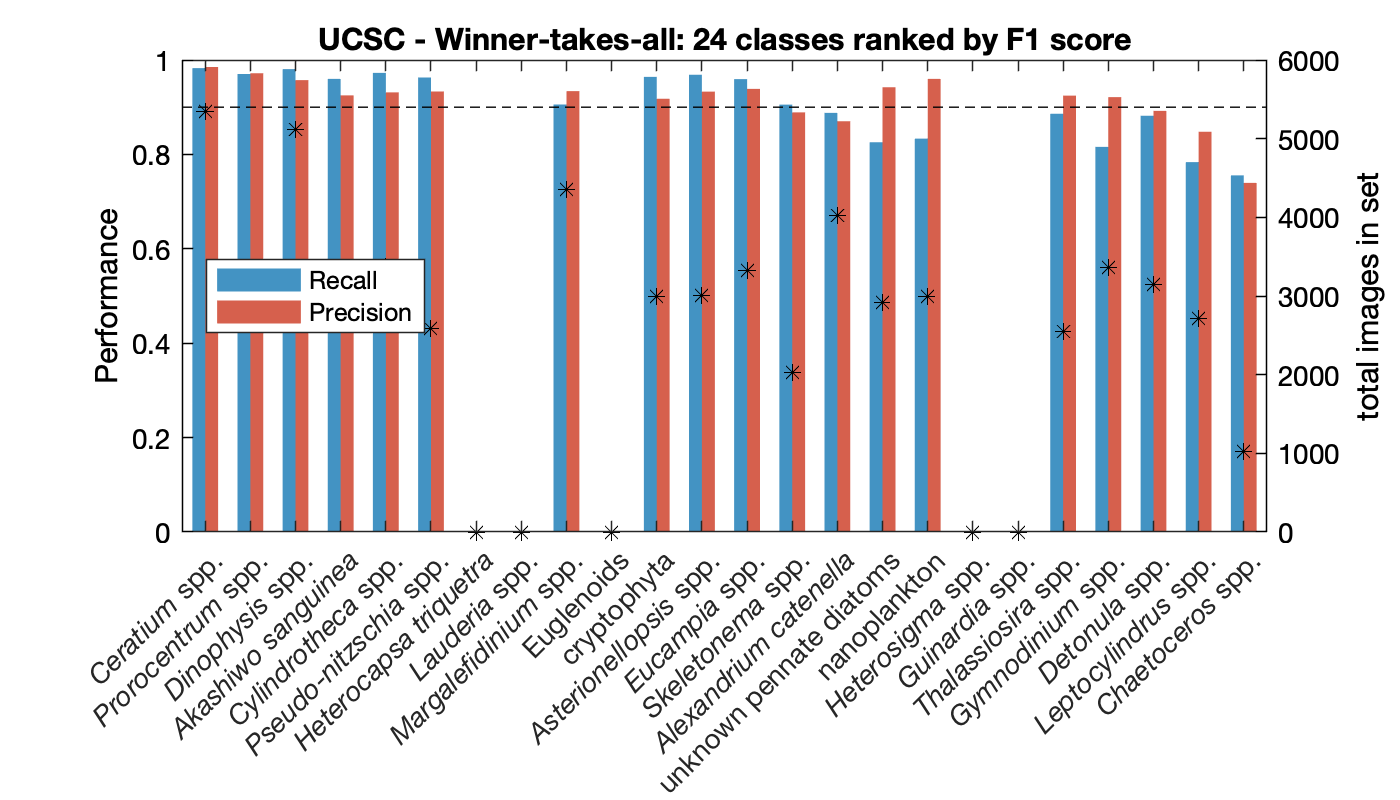 UCSC - Winner-takes-all: 24 classes ranked by F1 score
1
0.8
0.6
0.4
0.2
0
Performance
6000
5000
4000
3000
2000
1000
0
total images in set
Recall
Precision
Ceratium spp.
Prorocentrum spp.
Dinophysis spp.
Akashiwo sanguinea
Cylindrotheca spp.
Pseudo-nitzschia spp.
Heterocapsa triquetra
Lauderia spp.
Margalefidinium spp.
Euglenoids
cryptophyta
Asterionellopsis spp.
Eucampia spp.
Skeletonema spp.
Alexandrium catenella
unknown pennate diatoms
nanoplankton
Heterosigma spp.
Guinardia spp.
Thalassiosira spp.
Gymnodinium spp.
Detonula spp.
Leptocylindrus spp.
Chaetoceros spp.